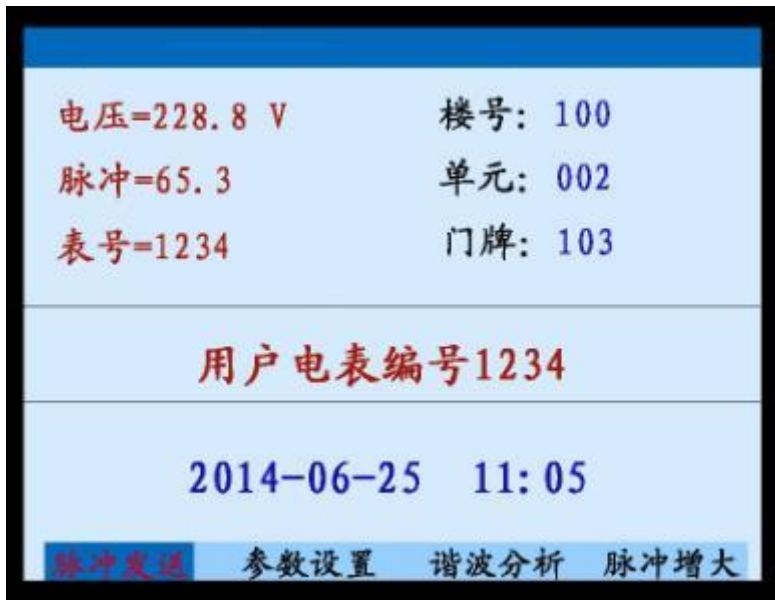 电压=228.8 V 楼号: 100
脉冲=65.3 单元: 002
表号=1234 门牌: 103
用户电表编号1234
2014-06-25 11:05
脉冲发送 参数设置 谐波分析 脉冲增大